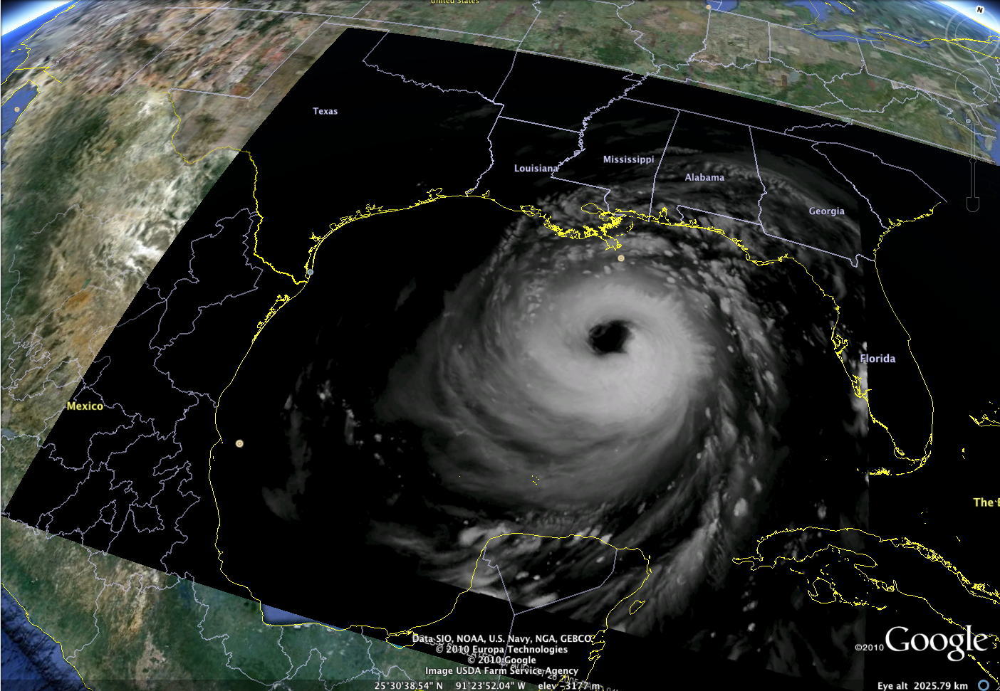 United States
N
Texas
Mississippi
Louisiana
Alabama
Georgia
Florida
Mexico
The
Data SIO, NOAA, U.S. Navy, NGA, GEBCO
© 2010 Europa Technologies
© 2010 Google
Image USDA Farm Service Agency
©2010 Google
25°30'38.54" N 91°23'52.04" W elev -3177 m
Eye alt 2025.79 km